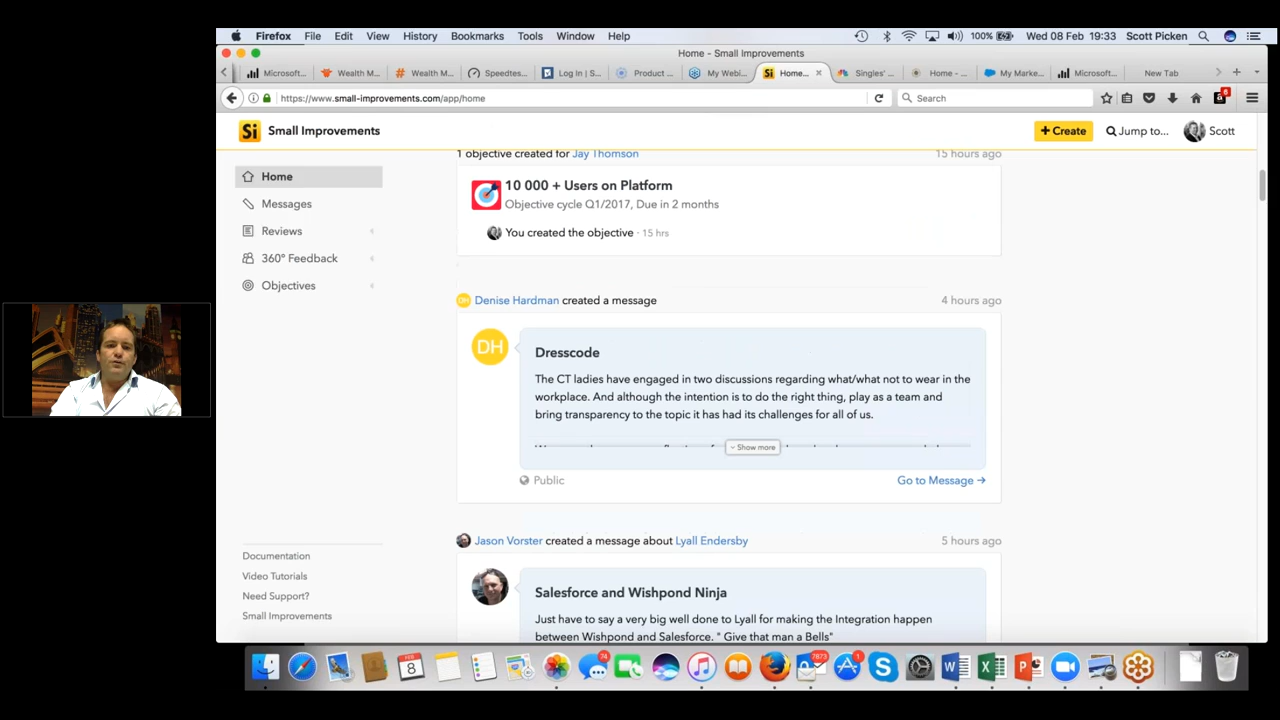 Firefox File Edit View History Bookmarks Tools Window Help 100% Wed 08 Feb 19:33 Scott Picken
Home - Small Improvements
Microsoft... Wealth M... Wealth M... Speedtes... Log In | S... Product ... My Webi... Si Home... Singles' ... Home - ... My Marke... Microsoft... New Tab
https://www.small-improvements.com/app/home Search 6
Si Small Improvements + Create Jump to... Scott
1 objective created for Jay Thomson 15 hours ago
Home
10 000 + Users on Platform
Messages
Objective cycle Q1/2017, Due in 2 months
Reviews
You created the objective · 15 hrs
360° Feedback
Objectives
DH Denise Hardman created a message 4 hours ago
DH
Dresscode
The CT ladies have engaged in two discussions regarding what/what not to wear in the
workplace. And although the intention is to do the right thing, play as a team and
bring transparency to the topic it has had its challenges for all of us.
Show more
Public Go to Message →
Jason Vorster created a message about Lyall Endersby 5 hours ago
Documentation
Video Tutorials
Salesforce and Wishpond Ninja
Need Support?
Small Improvements
Just have to say a very big well done to Lyall for making the Integration happen
between Wishpond and Salesforce. " Give that man a Bells"
FEB 8 74 7873 1 W X P S